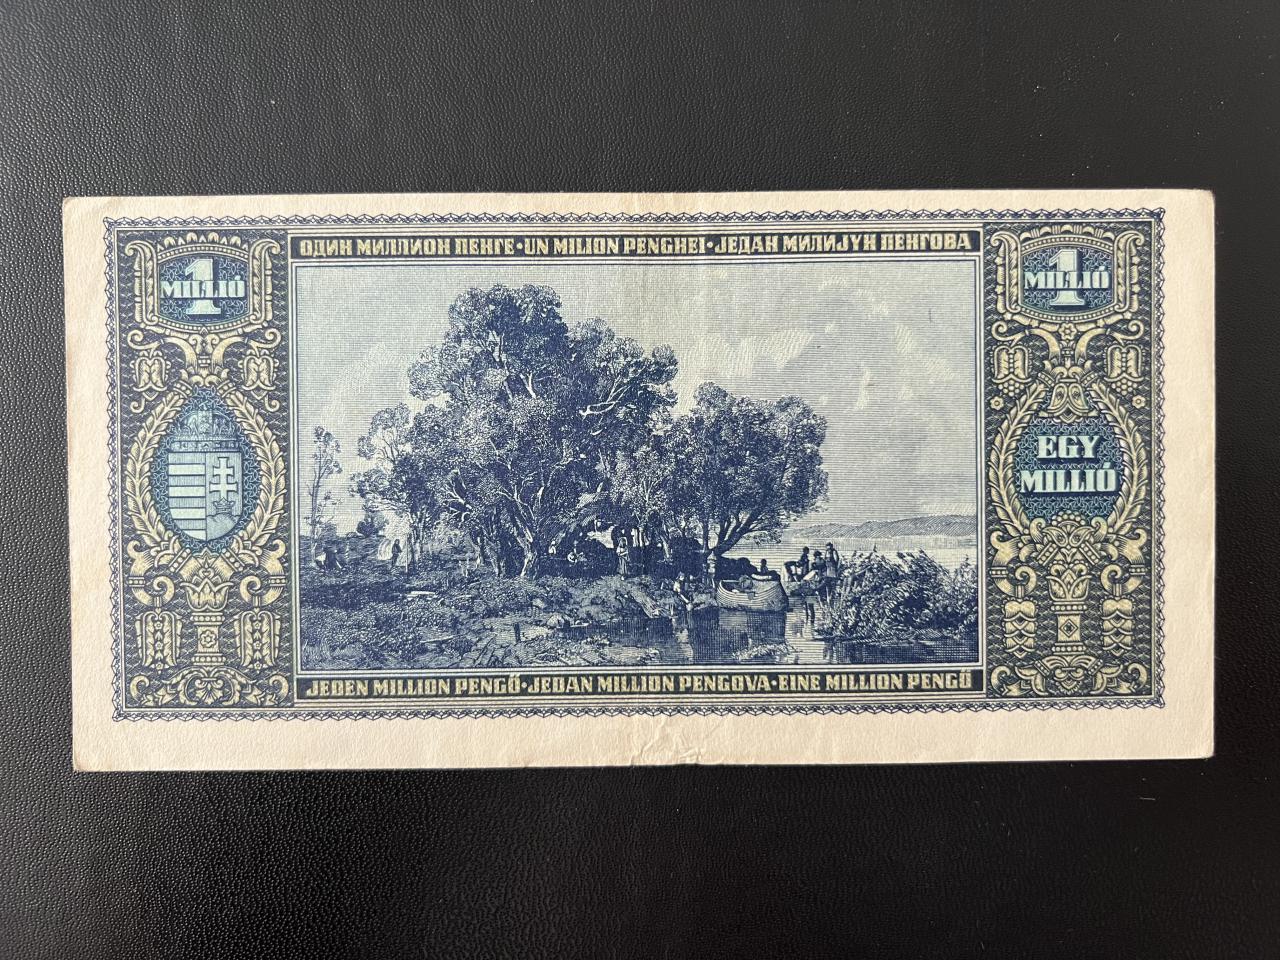 ОДИН МИЛЛИОН ПЕНГЕ·UN MILION PENGHEI·ЈЕДАН МИЛИЈУН ПЕНГОВА
1
MILLIÓ
1
MILLIÓ
EGY
MILLIÓ
JEDEN MILLION PENGŐ·JEDAN MILLION PENGOVA·EINE MILLION PENGŐ